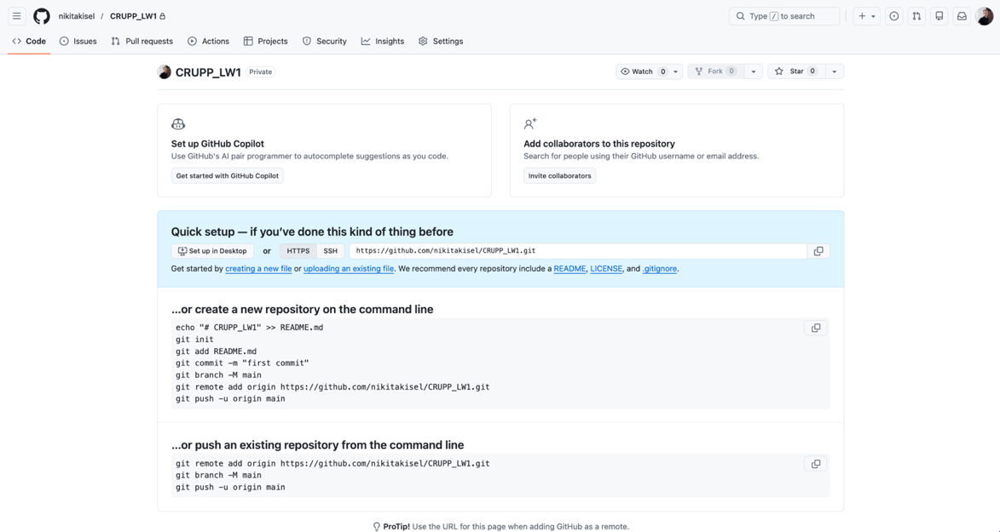 nikitakisel / CRUPP_LW1
Type / to search
Code Issues Pull requests Actions Projects Security Insights Settings
CRUPP_LW1 Private
Watch 0 Fork 0 Star 0
Set up GitHub Copilot
Use GitHub's AI pair programmer to autocomplete suggestions as you code.
Get started with GitHub Copilot
Add collaborators to this repository
Search for people using their GitHub username or email address.
Invite collaborators
Quick setup — if you’ve done this kind of thing before
Set up in Desktop or HTTPS SSH https://github.com/nikitakisel/CRUPP_LW1.git
Get started by creating a new file or uploading an existing file. We recommend every repository include a README, LICENSE, and .gitignore.
…or create a new repository on the command line
echo "# CRUPP_LW1" >> README.md
git init
git add README.md
git commit -m "first commit"
git branch -M main
git remote add origin https://github.com/nikitakisel/CRUPP_LW1.git
git push -u origin main
…or push an existing repository from the command line
git remote add origin https://github.com/nikitakisel/CRUPP_LW1.git
git branch -M main
git push -u origin main
ProTip! Use the URL for this page when adding GitHub as a remote.